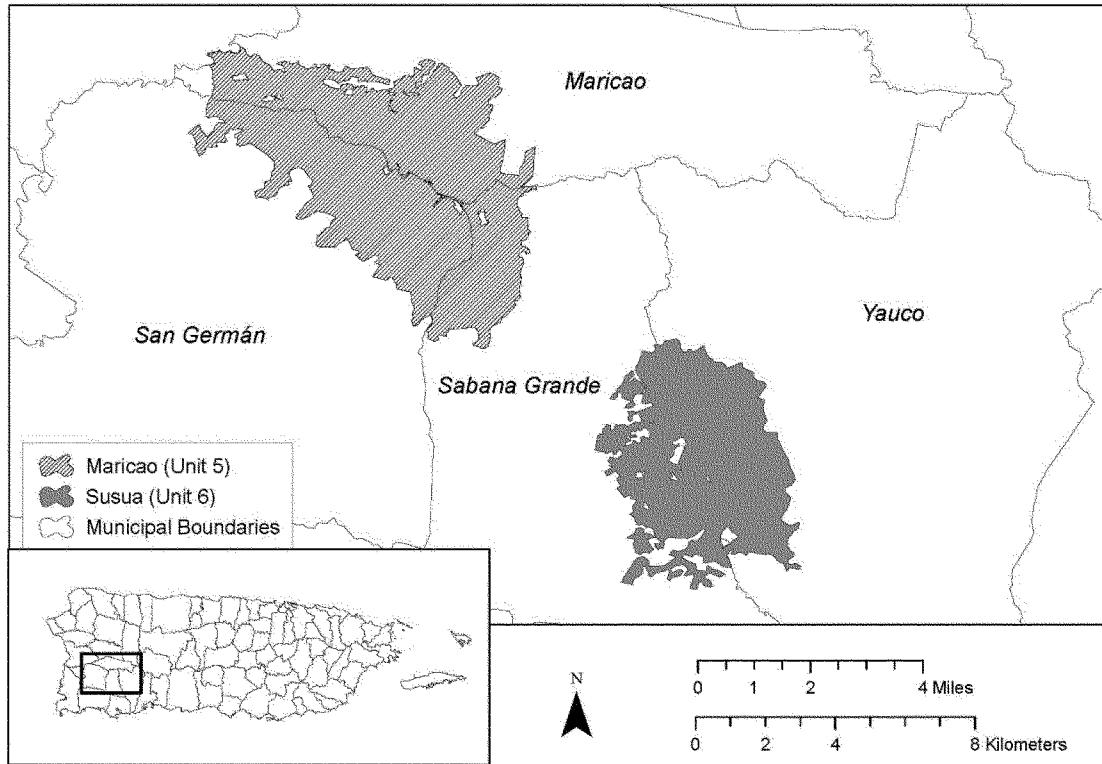 Maricao
Yauco
San Germán
Sabana Grande
Maricao (Unit 5)
Susua (Unit 6)
Municipal Boundaries
N
0 1 2 4 Miles
0 2 4 8 Kilometers